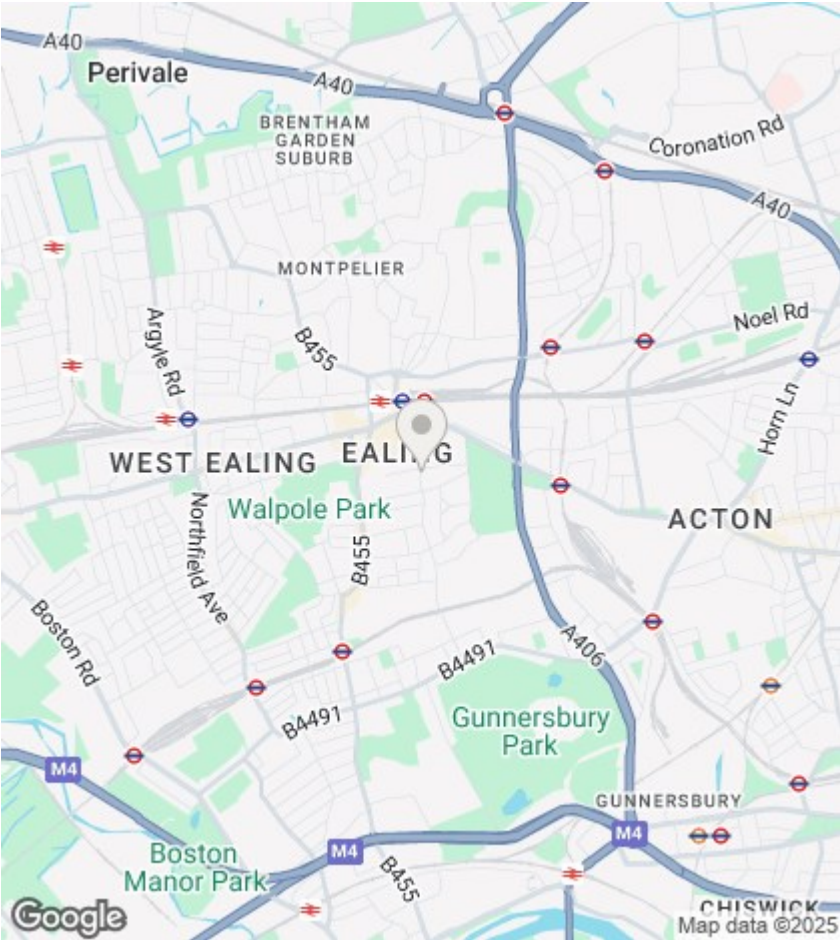 A40
Perivale
A40
BRENTHAM
GARDEN
SUBURB
Coronation Rd
A40
MONTPELIER
Argyle Rd
B455
Noel Rd
Horn Ln
WEST EALING
EALING
Walpole Park
ACTON
Northfield Ave
B455
Boston Rd
A406
B4491
B4491
Gunnersbury
Park
M4
GUNNERSBURY
M4
M4
Boston
Manor Park
B455
CHISWICK
Google
Map data ©2025